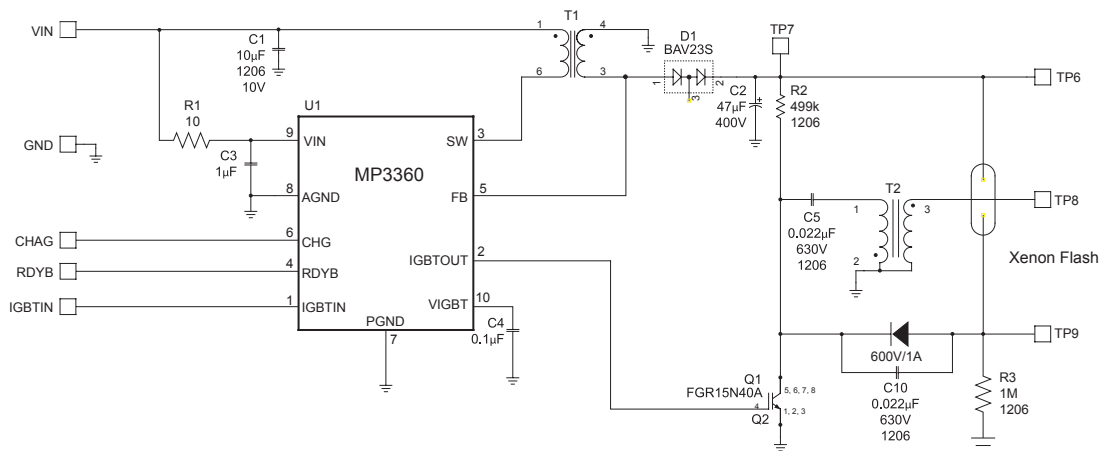 T1
TP7
VIN
1
4
C1
10µF
1206
10V
D1
BAV23S
6
3
1
2
3
TP6
C2
47µF
400V
R2
499k
1206
R1
10
U1
9
VIN
SW
3
GND
C3
1µF
MP3360
8
AGND
FB
5
T2
1
3
TP8
C5
0.022µF
630V
1206
2
CHAG
6
CHG
IGBTOUT
2
Xenon Flash
RDYB
4
RDYB
IGBTIN
1
IGBTIN
VIGBT
10
PGND
7
C4
0.1µF
TP9
600V/1A
C10
0.022µF
630V
1206
R3
1M
1206
Q1
FGR15N40A
5, 6, 7, 8
4
1, 2, 3
Q2